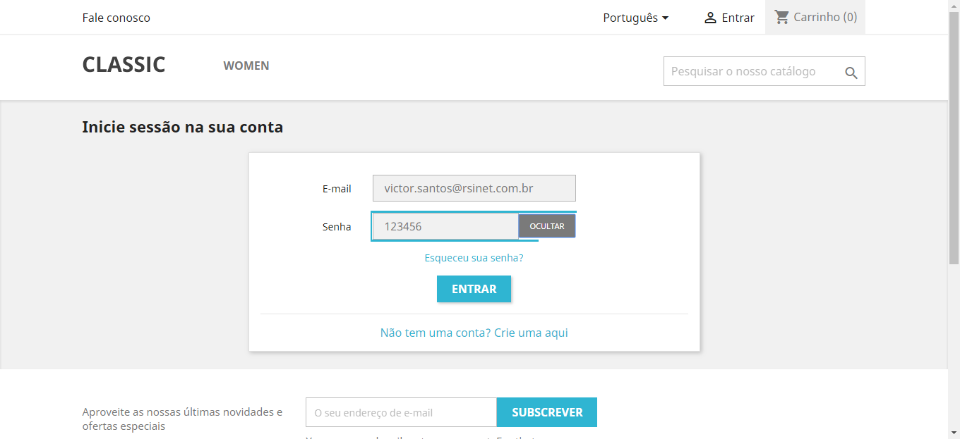 Fale conosco
Português
Entrar
Carrinho (0)
CLASSIC
WOMEN
Pesquisar o nosso catálogo
Inicie sessão na sua conta
E-mail
victor.santos@rsinet.com.br
Senha
123456
OCULTAR
Esqueceu sua senha?
ENTRAR
Não tem uma conta? Crie uma aqui
Aproveite as nossas últimas novidades e
ofertas especiais
O seu endereço de e-mail
SUBSCREVER